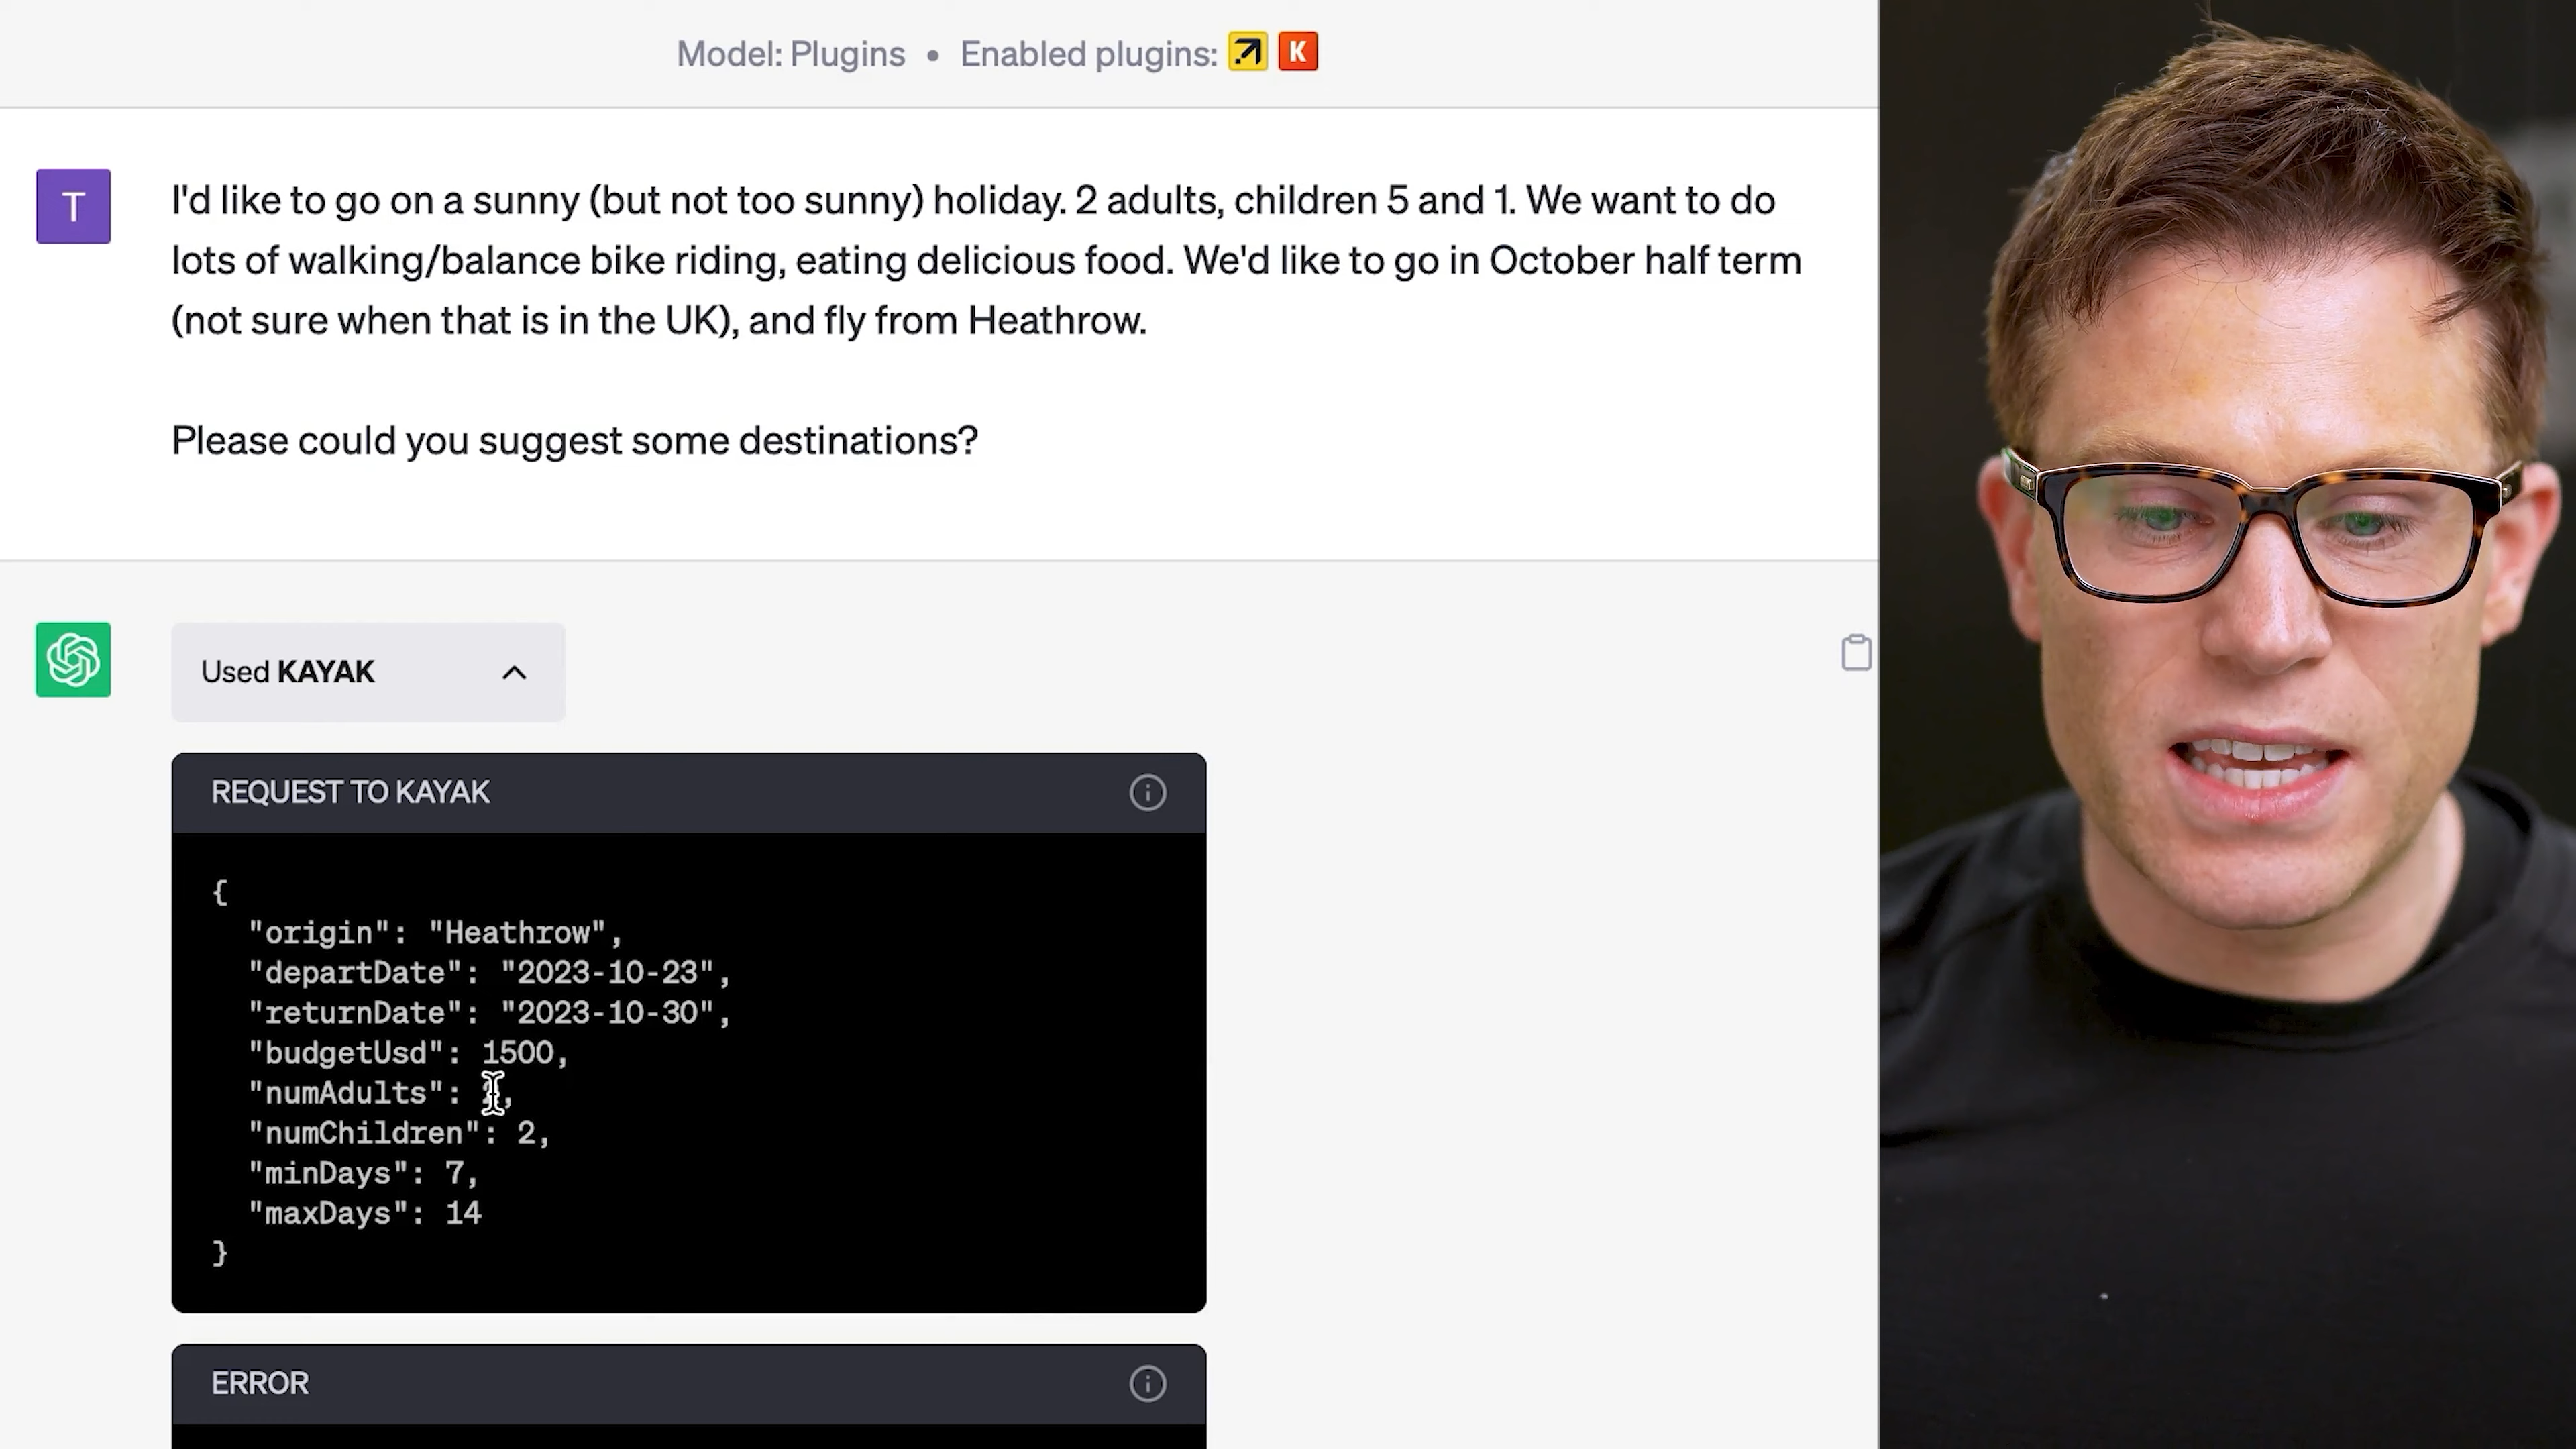 Model: Plugins • Enabled plugins: K
T
I'd like to go on a sunny (but not too sunny) holiday. 2 adults, children 5 and 1. We want to do
lots of walking/balance bike riding, eating delicious food. We'd like to go in October half term
(not sure when that is in the UK), and fly from Heathrow.
Please could you suggest some destinations?
Used KAYAK
REQUEST TO KAYAK
{
"origin": "Heathrow",
"departDate": "2023-10-23",
"returnDate": "2023-10-30",
"budgetUsd": 1500,
"numAdults": ,
"numChildren": 2,
"minDays": 7,
"maxDays": 14
}
ERROR